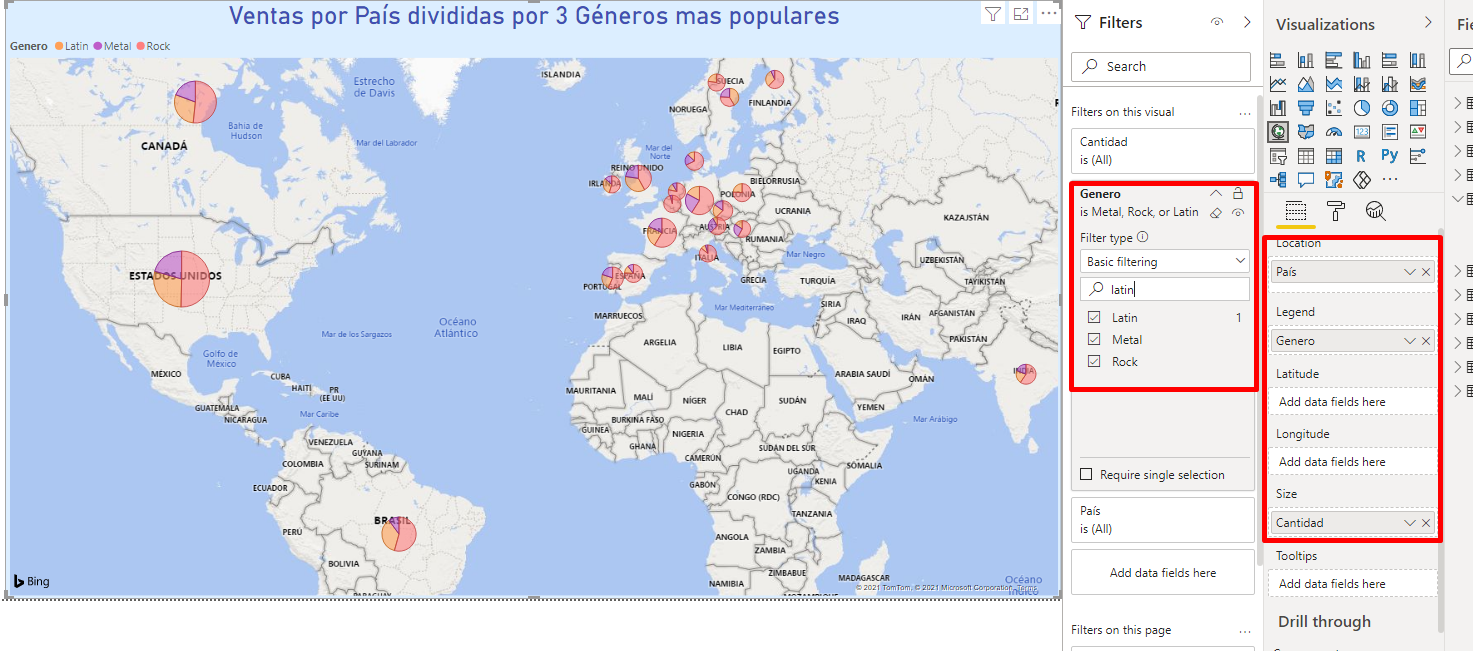 Ventas por País divididas por 3 Géneros mas populares
Genero Latin Metal Rock
ISLANDIA
Estrecho
de Davis
SUECIA
FINLANDIA
NORUEGA
Bahía de
Hudson
CANADÁ
Mar del Labrador
Mar del
Norte
REINO UNIDO
IRLANDA
BIELORRUSIA
POLONIA
UCRANIA
KAZAJSTÁN
FRANCIA
AUSTRIA
RUMANIA
ITALIA
Mar Negro
UZBEKISTÁN
ESTADOS UNIDOS
ESPAÑA
PORTUGAL
GRECIA
TURQUÍA
TAYIKISTÁN
Mar Mediterráneo
SIRIA
MARRUECOS
IRAQ
IRÁN
AFGANISTÁN
Océano
Atlántico
Mar de los Sargazos
ARGELIA
LIBIA
EGIPTO
PAKISTÁN
Golfo de
México
MÉXICO
CUBA
HAITÍ
PR
(EE UU)
ARABIA SAUDÍ
OMÁN
INDIA
MAURITANIA
MALÍ
NÍGER
CHAD
SUDÁN
YEMEN
GUATEMALA
NICARAGUA
Mar Caribe
Mar Arábigo
BURKINA FASO
GUINEA
GHANA
NIGERIA
VENEZUELA
GUYANA
COLOMBIA
SURINAM
CAMERÚN
SUDÁN DEL SUR
SOMALIA
UGANDA
KENIA
ECUADOR
GABÓN
CONGO (RDC)
TANZANIA
BRASIL
PERÚ
ANGOLA
ZAMBIA
BOLIVIA
ZIMBABUE
MADAGASCAR
NAMIBIA
Océano
Índico
PARAGUAY
MOZAMBIQUE
Bing
© 2021 TomTom, © 2021 Microsoft Corporation, Terms
Filters
Search
Filters on this visual
Cantidad
is (All)
Genero
is Metal, Rock, or Latin
Filter type
Basic filtering
latin
Latin 1
Metal
Rock
Require single selection
País
is (All)
Add data fields here
Filters on this page
Visualizations
123
R Py
Location
País
Legend
Genero
Latitude
Add data fields here
Longitude
Add data fields here
Size
Cantidad
Tooltips
Add data fields here
Drill through
Fie